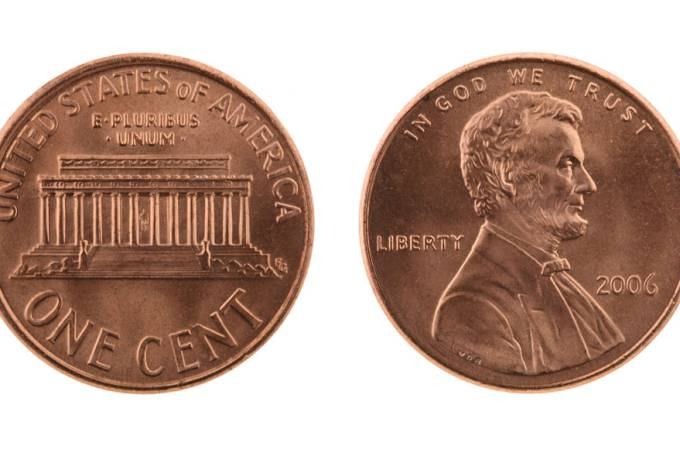 UNITED STATES OF AMERICA
E·PLURIBUS
·UNUM·
ONE CENT
IN GOD WE TRUST
LIBERTY
2006